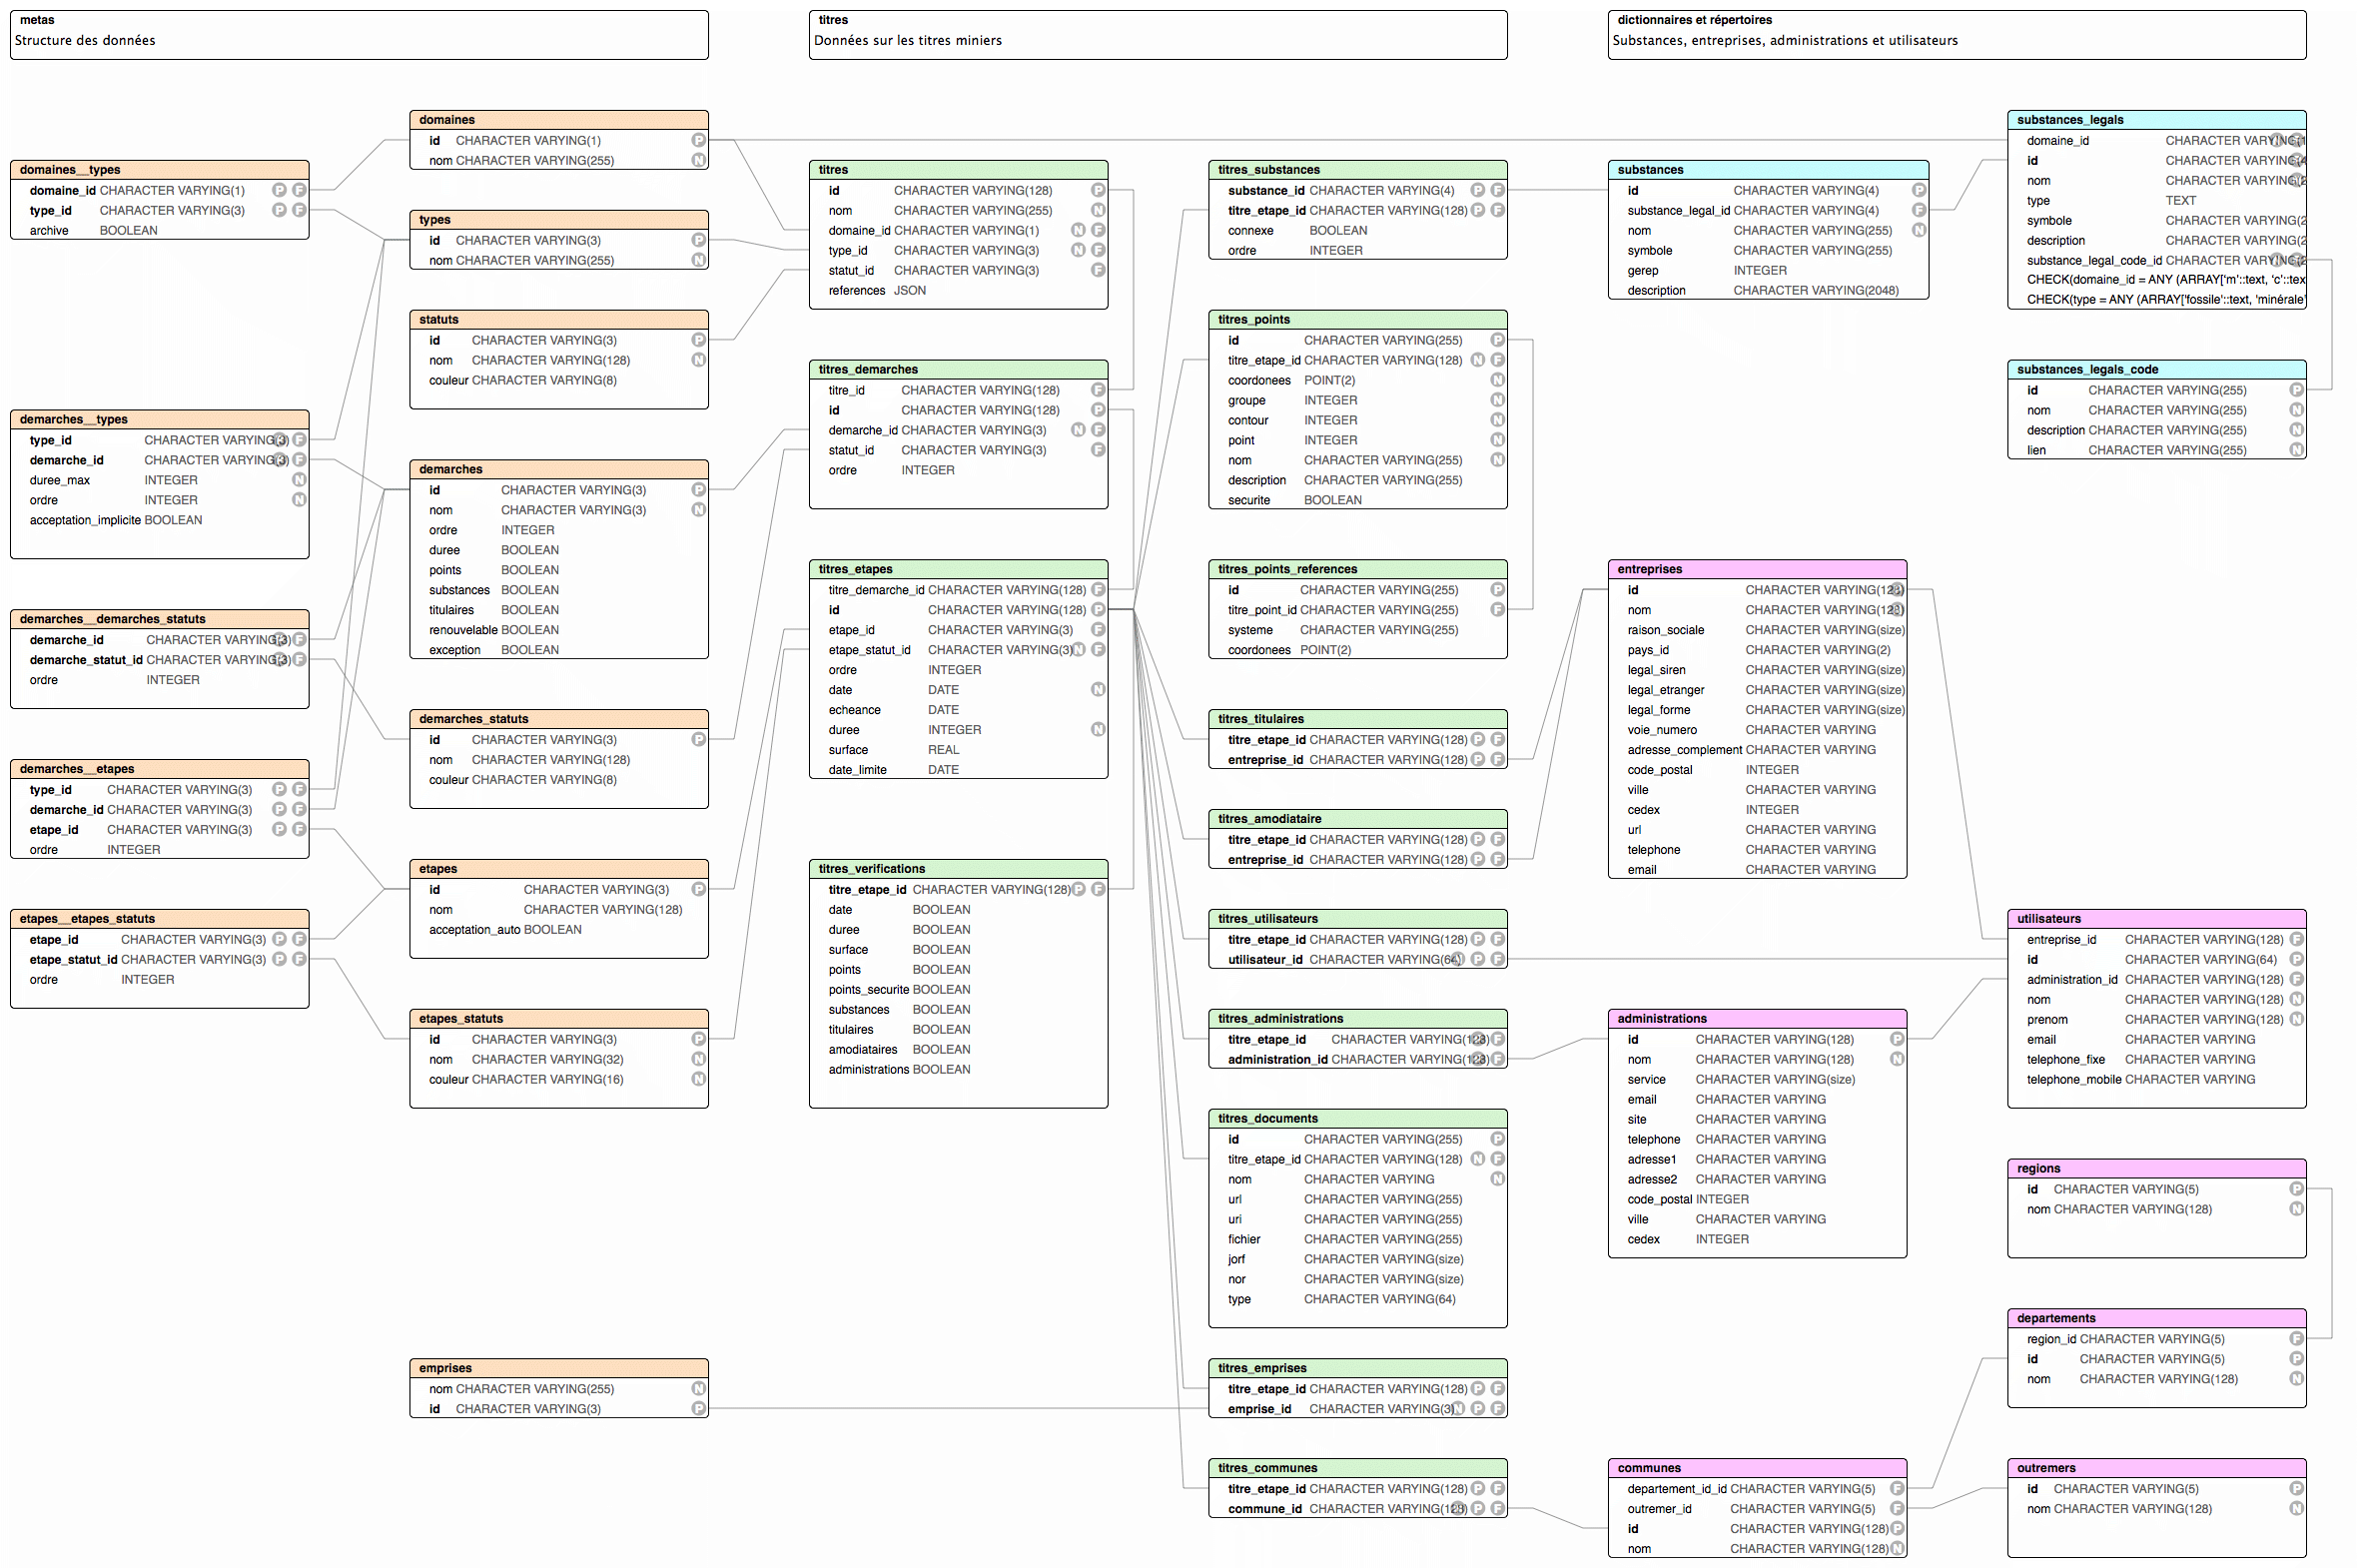 metas
Structure des données
titres
Données sur les titres miniers
dictionnaires et répertoires
Substances, entreprises, administrations et utilisateurs
domaines__types
domaine_id CHARACTER VARYING(1) P F
type_id CHARACTER VARYING(3) P F
archive BOOLEAN
demarches__types
type_id CHARACTER VARYING(3) F
demarche_id CHARACTER VARYING(3) F
duree_max INTEGER N
ordre INTEGER N
acceptation_implicite BOOLEAN
demarches__demarches_statuts
demarche_id CHARACTER VARYING(3) F
demarche_statut_id CHARACTER VARYING(3) F
ordre INTEGER
demarches__etapes
type_id CHARACTER VARYING(3) P F
demarche_id CHARACTER VARYING(3) P F
etape_id CHARACTER VARYING(3) P F
ordre INTEGER
etapes__etapes_statuts
etape_id CHARACTER VARYING(3) P F
etape_statut_id CHARACTER VARYING(3) P F
ordre INTEGER
domaines
id CHARACTER VARYING(1) P
nom CHARACTER VARYING(255) N
types
id CHARACTER VARYING(3) P
nom CHARACTER VARYING(255) N
statuts
id CHARACTER VARYING(3) P
nom CHARACTER VARYING(128) N
couleur CHARACTER VARYING(8)
demarches
id CHARACTER VARYING(3) P
nom CHARACTER VARYING(3) N
ordre INTEGER
duree BOOLEAN
points BOOLEAN
substances BOOLEAN
titulaires BOOLEAN
renouvelable BOOLEAN
exception BOOLEAN
demarches_statuts
id CHARACTER VARYING(3) P
nom CHARACTER VARYING(128)
couleur CHARACTER VARYING(8)
etapes
id CHARACTER VARYING(3) P
nom CHARACTER VARYING(128)
acceptation_auto BOOLEAN
etapes_statuts
id CHARACTER VARYING(3) P
nom CHARACTER VARYING(32) N
couleur CHARACTER VARYING(16) N
emprises
nom CHARACTER VARYING(255) N
id CHARACTER VARYING(3) P
titres
id CHARACTER VARYING(128) P
nom CHARACTER VARYING(255) N
domaine_id CHARACTER VARYING(1) N F
type_id CHARACTER VARYING(3) N F
statut_id CHARACTER VARYING(3) F
references JSON
titres_demarches
titre_id CHARACTER VARYING(128) F
id CHARACTER VARYING(128) P
demarche_id CHARACTER VARYING(3) N F
statut_id CHARACTER VARYING(3) F
ordre INTEGER
titres_etapes
titre_demarche_id CHARACTER VARYING(128) F
id CHARACTER VARYING(128) P
etape_id CHARACTER VARYING(3) F
etape_statut_id CHARACTER VARYING(3) N F
ordre INTEGER
date DATE N
echeance DATE
duree INTEGER N
surface REAL
date_limite DATE
titres_verifications
titre_etape_id CHARACTER VARYING(128) P F
date BOOLEAN
duree BOOLEAN
surface BOOLEAN
points BOOLEAN
points_securite BOOLEAN
substances BOOLEAN
titulaires BOOLEAN
amodiataires BOOLEAN
administrations BOOLEAN
titres_substances
substance_id CHARACTER VARYING(4) P F
titre_etape_id CHARACTER VARYING(128) P F
connexe BOOLEAN
ordre INTEGER
titres_points
id CHARACTER VARYING(255) P
titre_etape_id CHARACTER VARYING(128) N F
coordonees POINT(2) N
groupe INTEGER N
contour INTEGER N
point INTEGER N
nom CHARACTER VARYING(255) N
description CHARACTER VARYING(255)
securite BOOLEAN
titres_points_references
id CHARACTER VARYING(255) P
titre_point_id CHARACTER VARYING(255) F
systeme CHARACTER VARYING(255)
coordonees POINT(2)
titres_titulaires
titre_etape_id CHARACTER VARYING(128) P F
entreprise_id CHARACTER VARYING(128) P F
titres_amodiataire
titre_etape_id CHARACTER VARYING(128) P F
entreprise_id CHARACTER VARYING(128) P F
titres_utilisateurs
titre_etape_id CHARACTER VARYING(128) P F
utilisateur_id CHARACTER VARYING(64) P F
titres_administrations
titre_etape_id CHARACTER VARYING(128) F
administration_id CHARACTER VARYING(128) F
titres_documents
id CHARACTER VARYING(255) P
titre_etape_id CHARACTER VARYING(128) N F
nom CHARACTER VARYING N
url CHARACTER VARYING(255)
uri CHARACTER VARYING(255)
fichier CHARACTER VARYING(255)
jorf CHARACTER VARYING(size)
nor CHARACTER VARYING(size)
type CHARACTER VARYING(64)
titres_emprises
titre_etape_id CHARACTER VARYING(128) P F
emprise_id CHARACTER VARYING(3) N P F
titres_communes
titre_etape_id CHARACTER VARYING(128) P F
commune_id CHARACTER VARYING(128) P F
substances
id CHARACTER VARYING(4) P
substance_legal_id CHARACTER VARYING(4) F
nom CHARACTER VARYING(255) N
symbole CHARACTER VARYING(255)
gerep INTEGER
description CHARACTER VARYING(2048)
entreprises
id CHARACTER VARYING(128)
nom CHARACTER VARYING(128)
raison_sociale CHARACTER VARYING(size)
pays_id CHARACTER VARYING(2)
legal_siren CHARACTER VARYING(size)
legal_etranger CHARACTER VARYING(size)
legal_forme CHARACTER VARYING(size)
voie_numero CHARACTER VARYING
adresse_complement CHARACTER VARYING
code_postal INTEGER
ville CHARACTER VARYING
cedex INTEGER
url CHARACTER VARYING
telephone CHARACTER VARYING
email CHARACTER VARYING
administrations
id CHARACTER VARYING(128) P
nom CHARACTER VARYING(128) N
service CHARACTER VARYING(size)
email CHARACTER VARYING
site CHARACTER VARYING
telephone CHARACTER VARYING
adresse1 CHARACTER VARYING
adresse2 CHARACTER VARYING
code_postal INTEGER
ville CHARACTER VARYING
cedex INTEGER
communes
departement_id_id CHARACTER VARYING(5) F
outremer_id CHARACTER VARYING(5) F
id CHARACTER VARYING(128) P
nom CHARACTER VARYING(128) N
substances_legals
domaine_id CHARACTER VARYING(1
id CHARACTER VARYING(4
nom CHARACTER VARYING(2
type TEXT
symbole CHARACTER VARYING(2
description CHARACTER VARYING(2
substance_legal_code_id CHARACTER VARYING(2
CHECK(domaine_id = ANY (ARRAY['m'::text, 'c'::tex
CHECK(type = ANY (ARRAY['fossile'::text, 'minérale'
substances_legals_code
id CHARACTER VARYING(255) P
nom CHARACTER VARYING(255) N
description CHARACTER VARYING(255) N
lien CHARACTER VARYING(255) N
utilisateurs
entreprise_id CHARACTER VARYING(128) F
id CHARACTER VARYING(64) P
administration_id CHARACTER VARYING(128) F
nom CHARACTER VARYING(128) N
prenom CHARACTER VARYING(128) N
email CHARACTER VARYING
telephone_fixe CHARACTER VARYING
telephone_mobile CHARACTER VARYING
regions
id CHARACTER VARYING(5) P
nom CHARACTER VARYING(128) N
departements
region_id CHARACTER VARYING(5) F
id CHARACTER VARYING(5) P
nom CHARACTER VARYING(128) N
outremers
id CHARACTER VARYING(5) P
nom CHARACTER VARYING(128) N